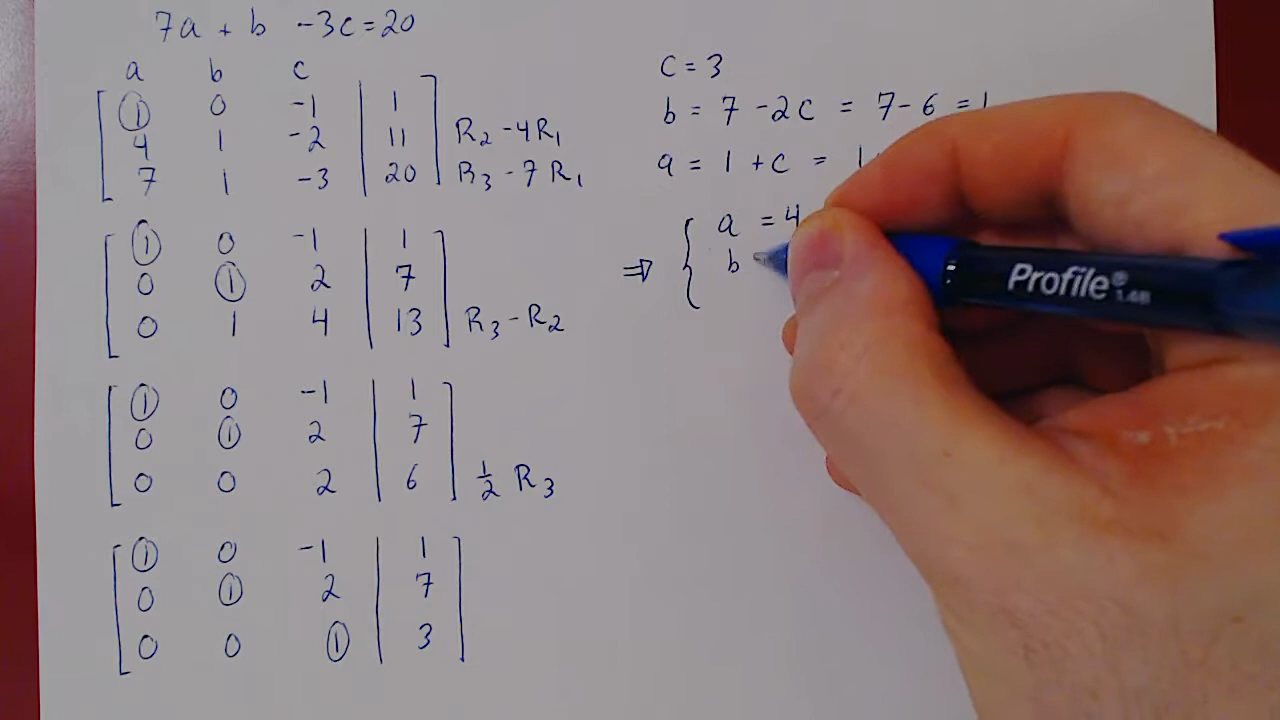 7a + b - 3c = 20
a b c
1 0 -1 | 1
4 1 -2 | 11 R₂ - 4R₁
7 1 -3 | 20 R₃ - 7R₁
1 0 -1 | 1
0 1 2 | 7
0 1 4 | 13 R₃ - R₂
1 0 -1 | 1
0 1 2 | 7
0 0 2 | 6 ½ R₃
1 0 -1 | 1
0 1 2 | 7
0 0 1 | 3
c = 3
b = 7 - 2c = 7 - 6 = 1
a = 1 + c = 1
⇒ { a = 4
b
Profile® 1.4B